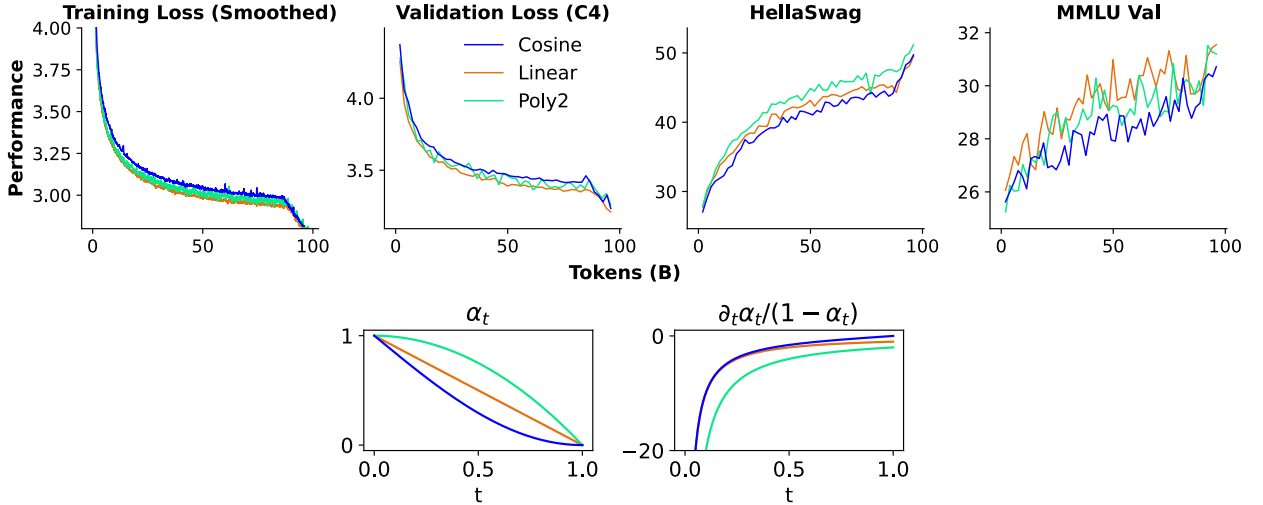 Training Loss (Smoothed)
Validation Loss (C4)
HellaSwag
MMLU Val
Performance
4.00
3.75
3.50
3.25
3.00
0
50
100
4.0
3.5
0
50
100
Cosine
Linear
Poly2
50
40
30
0
50
100
32
30
28
26
0
50
100
Tokens (B)
α_t
1
0
0.0
0.5
1.0
t
∂_tα_t/(1 − α_t)
0
−20
0.0
0.5
1.0
t